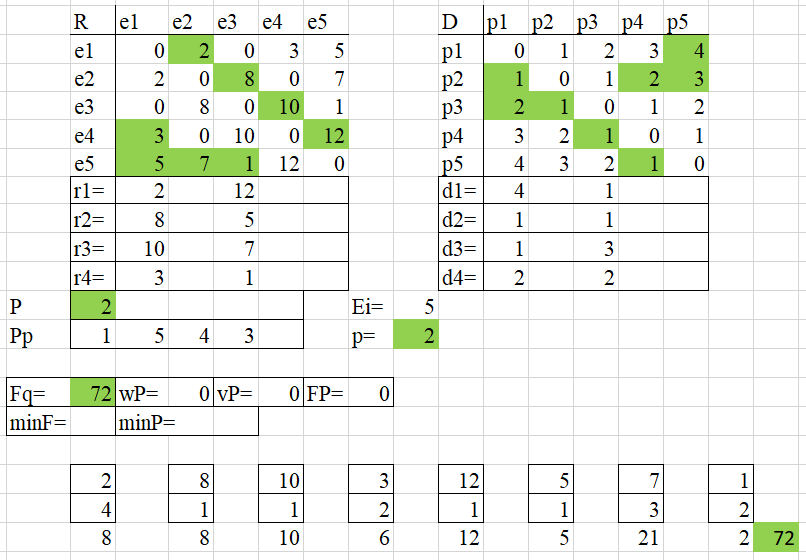 R e1 e2 e3 e4 e5 D p1 p2 p3 p4 p5
e1 0 2 0 3 5 p1 0 1 2 3 4
e2 2 0 8 0 7 p2 1 0 1 2 3
e3 0 8 0 10 1 p3 2 1 0 1 2
e4 3 0 10 0 12 p4 3 2 1 0 1
e5 5 7 1 12 0 p5 4 3 2 1 0
r1= 2 12 d1= 4 1
r2= 8 5 d2= 1 1
r3= 10 7 d3= 1 3
r4= 3 1 d4= 2 2
P 2 Ei= 5
Pp 1 5 4 3 p= 2
Fq= 72 wP= 0 vP= 0 FP= 0
minF= minP=
2 8 10 3 12 5 7 1
4 1 1 2 1 1 3 2
8 8 10 6 12 5 21 2 72